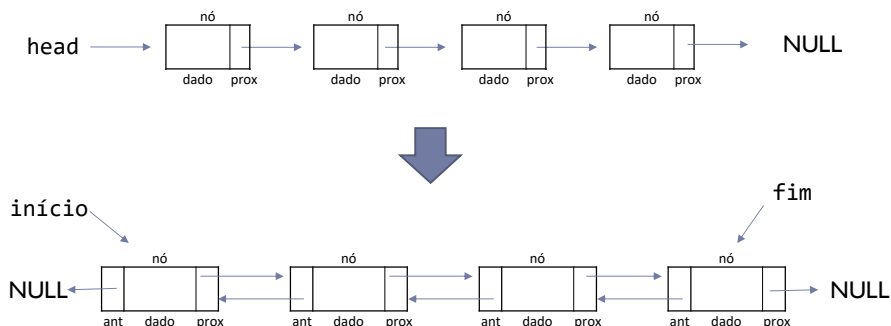 nó nó nó nó
head NULL
dado prox dado prox dado prox dado prox
início fim
nó nó nó nó
NULL NULL
ant dado prox ant dado prox ant dado prox ant dado prox